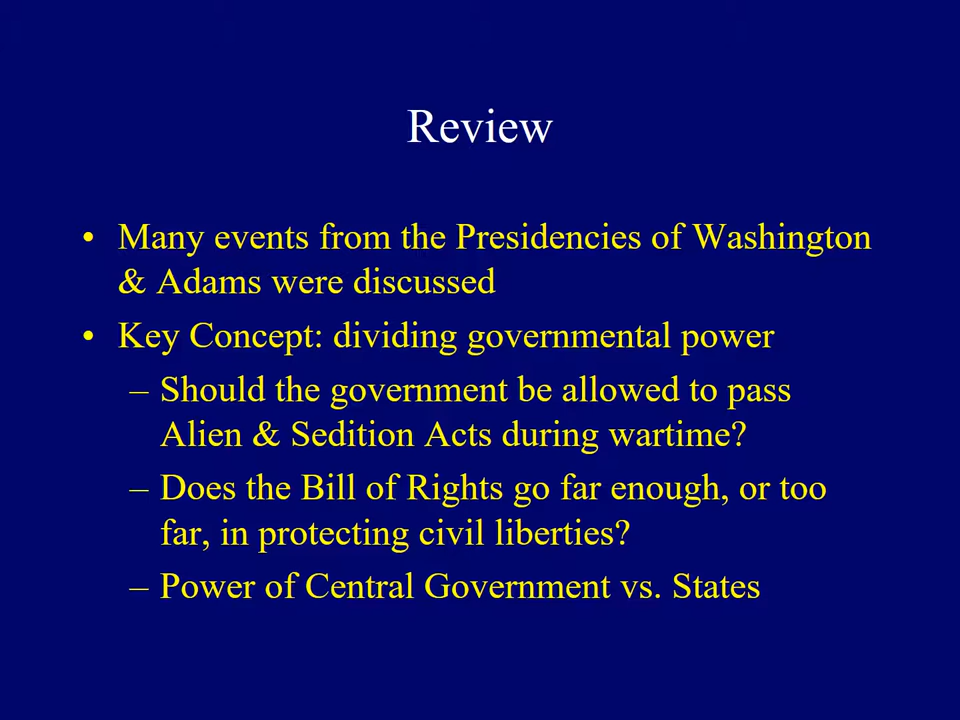 Review
• Many events from the Presidencies of Washington
& Adams were discussed
• Key Concept: dividing governmental power
– Should the government be allowed to pass
Alien & Sedition Acts during wartime?
– Does the Bill of Rights go far enough, or too
far, in protecting civil liberties?
– Power of Central Government vs. States